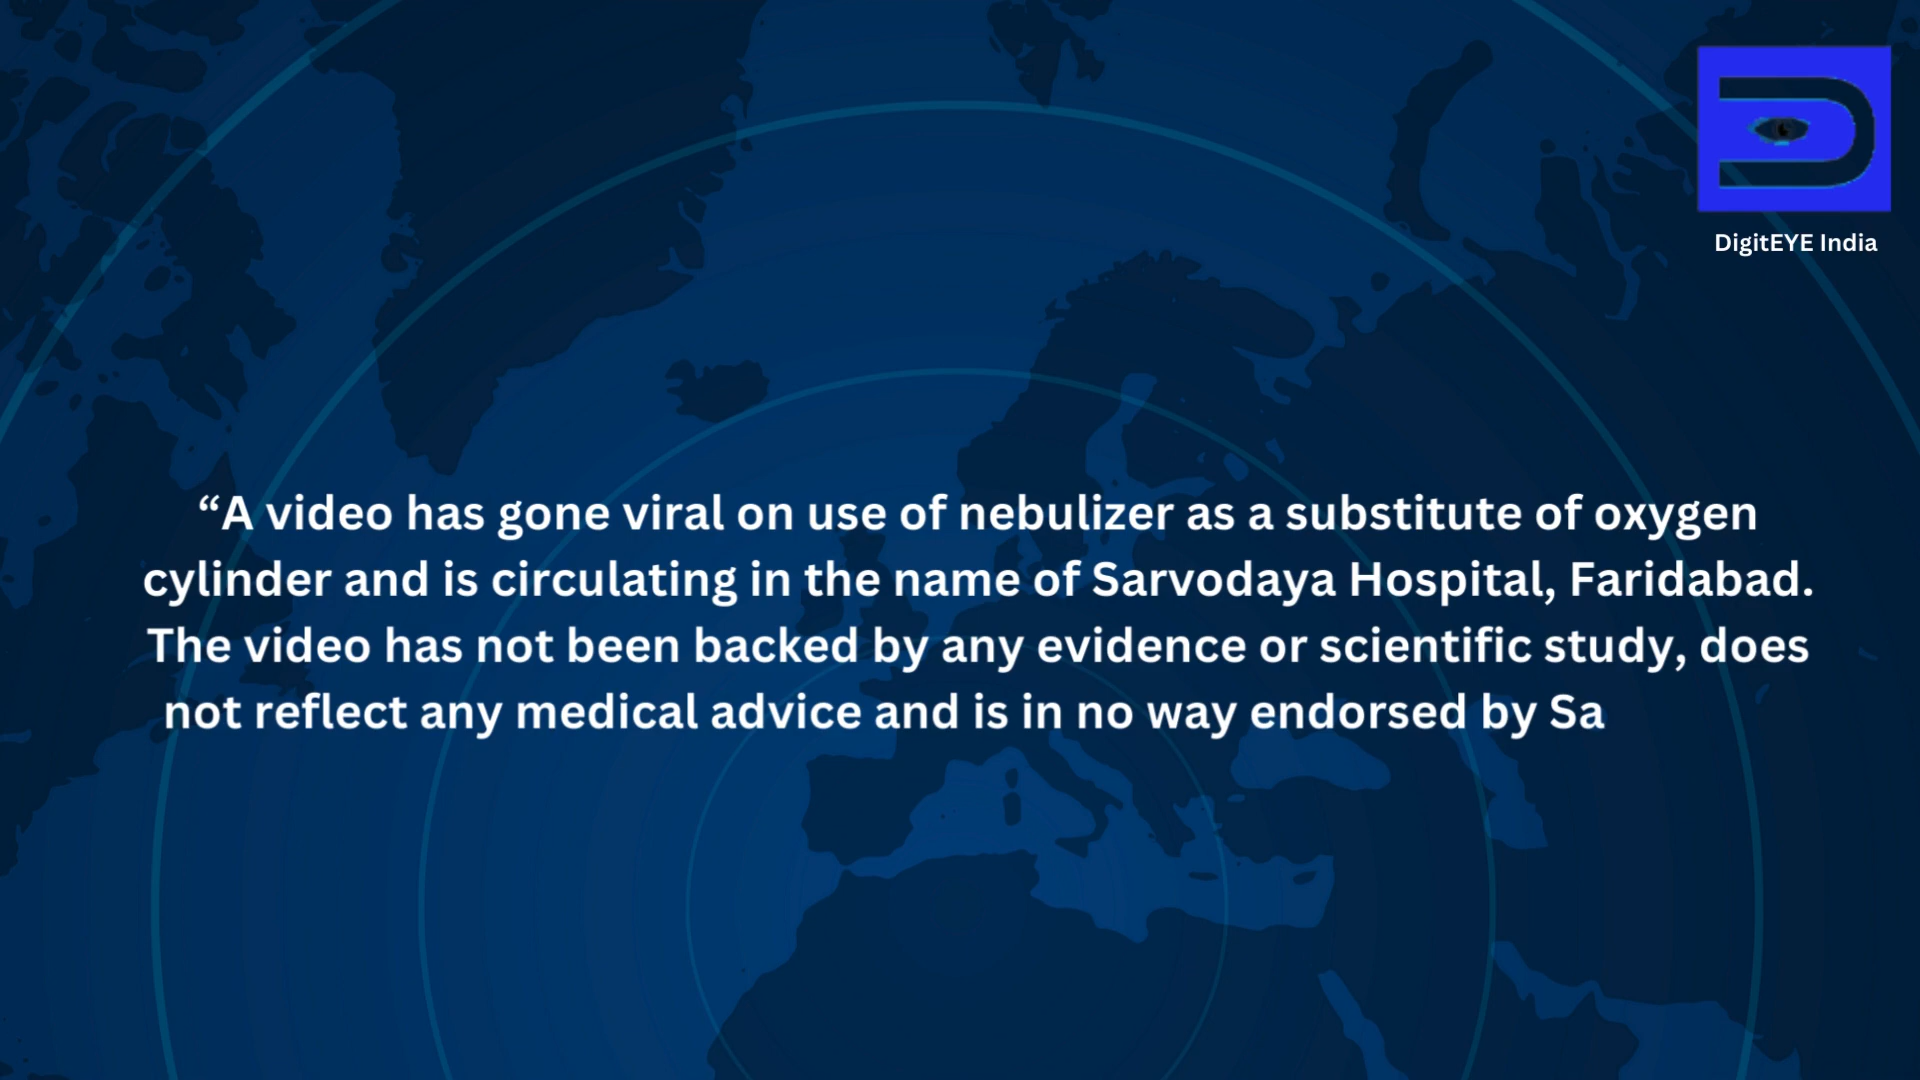 DigitEYE India
“A video has gone viral on use of nebulizer as a substitute of oxygen
cylinder and is circulating in the name of Sarvodaya Hospital, Faridabad.
The video has not been backed by any evidence or scientific study, does
not reflect any medical advice and is in no way endorsed by Sa